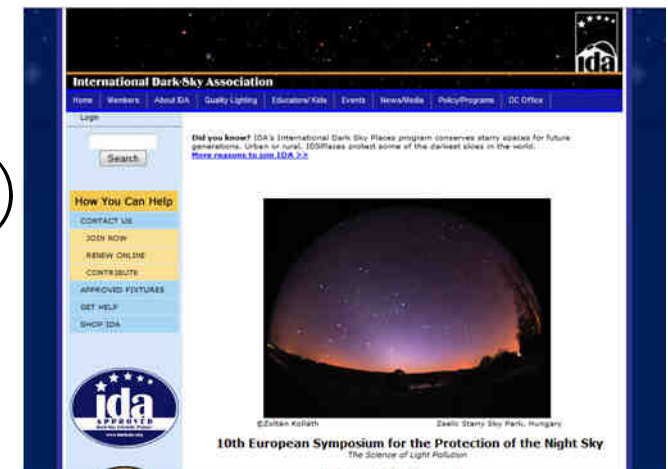 ida
International Dark-Sky Association
Home Members About IDA Quality Lighting Educators/ Kids Events News/Media Policy/Programs DC Office
Login
Did you know? IDA's International Dark Sky Places program conserves starry spaces for future
generations. Urban or rural, IDSPlaces protect some of the darkest skies in the world.
More reasons to join IDA >>
Search
How You Can Help
CONTACT US
JOIN NOW
RENEW ONLINE
CONTRIBUTE
APPROVED FIXTURES
GET HELP
SHOP IDA
ida
APPROVED
©Zoltán Kolláth Zselic Starry Sky Park, Hungary
10th European Symposium for the Protection of the Night Sky
The Science of Light Pollution